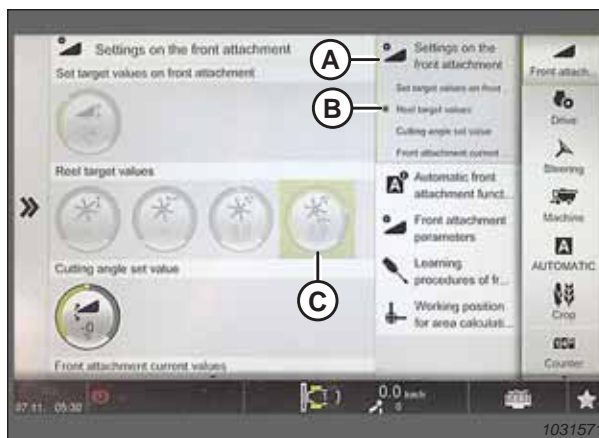 Settings on the front attachment
Set target values on front attachment
Reel target values
Cutting angle set value
-0
Front attachment current values
Settings on the
front attachment
Set target values on front ...
Reel target values
Cutting angle set value
Front attachment current ...
Automatic front
attachment funct...
Front attachment
parameters
Learning
procedures of fr...
Working position
for area calculati...
Front attach...
Drive
Steering
Machine
AUTOMATIC
Crop
Counter
A
B
C
07.11. 05:30
0.0 km/h
0
1031571